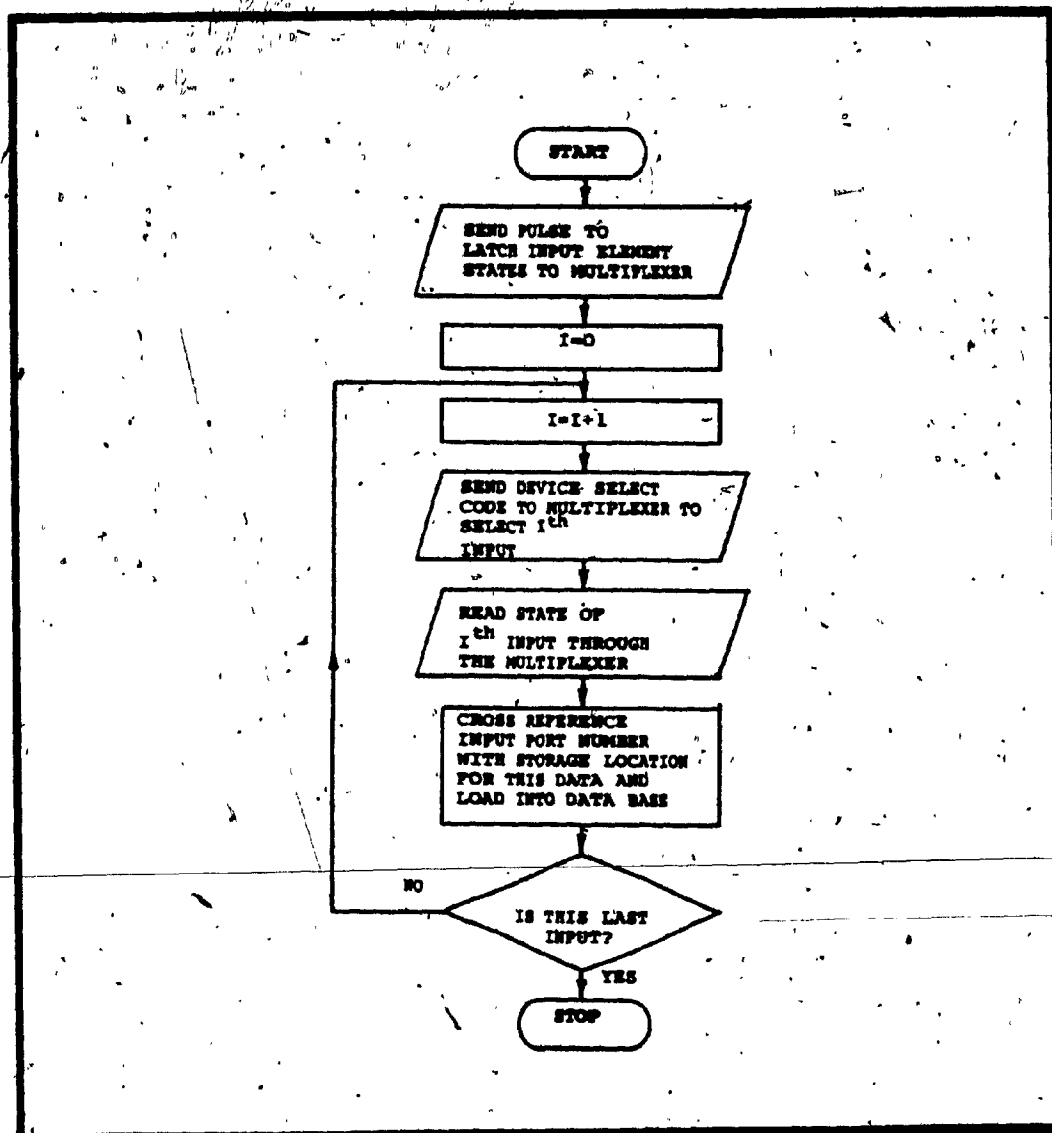 START
SEND PULSE TO
LATCH INPUT ELEMENT
STATES TO MULTIPLEXER
I=0
I=I+1
SEND DEVICE SELECT
CODE TO MULTIPLEXER TO
SELECT Ith
INPUT
READ STATE OF
Ith INPUT THROUGH
THE MULTIPLEXER
CROSS REFERENCE
INPUT PORT NUMBER
WITH STORAGE LOCATION
FOR THIS DATA AND
LOAD INTO DATA BASE
NO
IS THIS LAST
INPUT?
YES
STOP